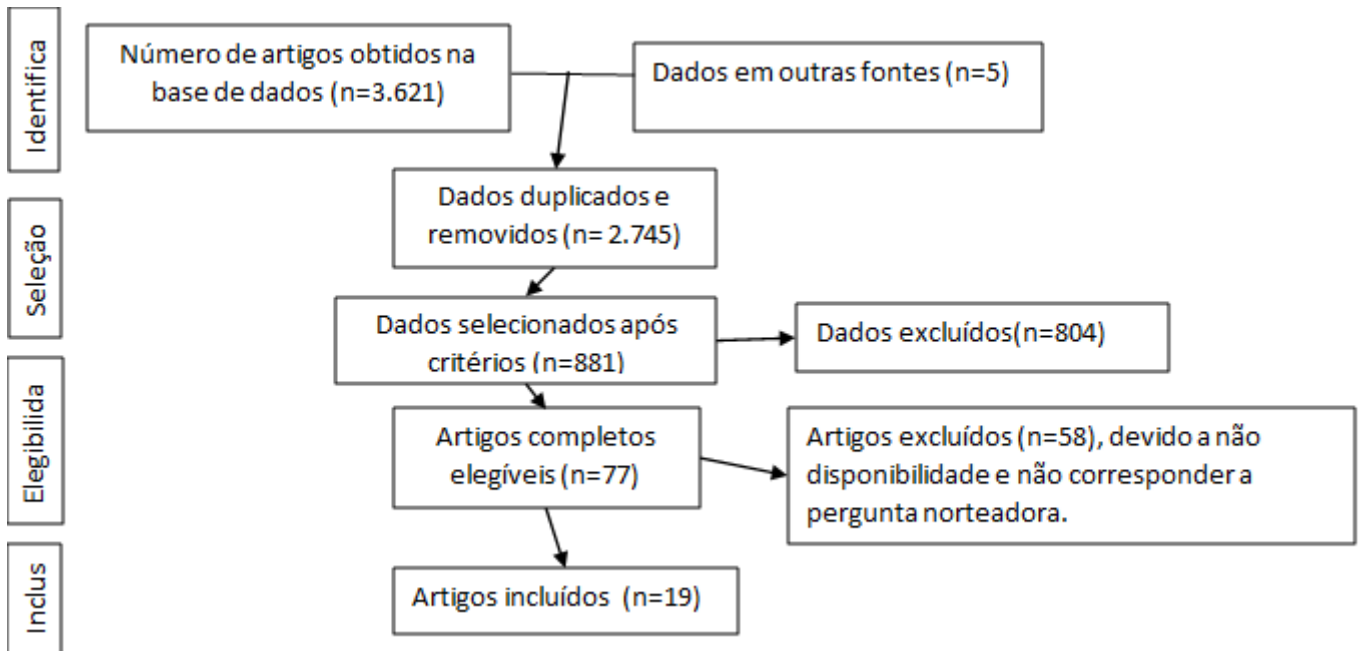 Identifica
Número de artigos obtidos na
base de dados (n=3.621)
Dados em outras fontes (n=5)
Dados duplicados e
removidos (n= 2.745)
Seleção
Dados selecionados após
critérios (n=881)
Dados excluídos(n=804)
Elegibilida
Artigos completos
elegíveis (n=77)
Artigos excluídos (n=58), devido a não
disponibilidade e não corresponder a
pergunta norteadora.
Inclus
Artigos incluídos (n=19)